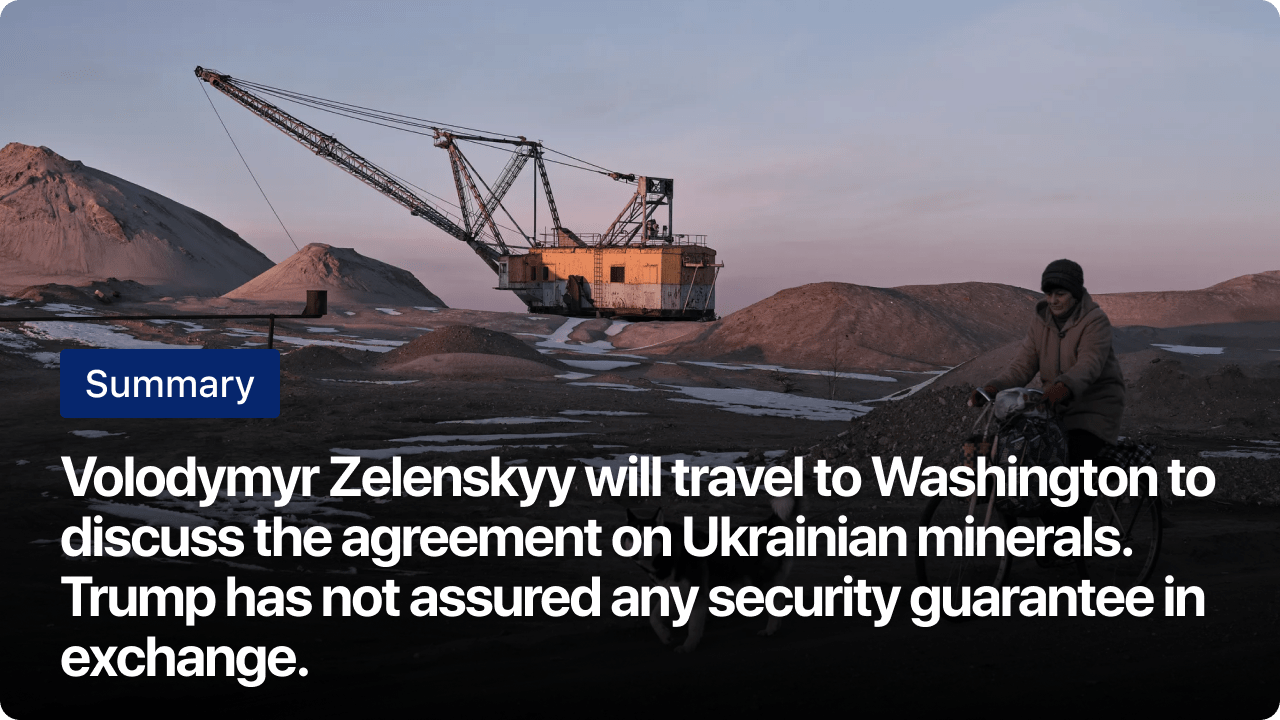 Summary
Volodymyr Zelenskyy will travel to Washington to
discuss the agreement on Ukrainian minerals.
Trump has not assured any security guarantee in
exchange.